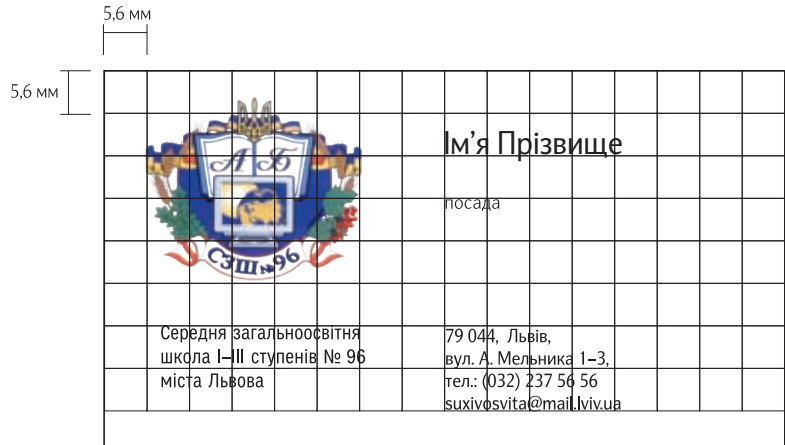 5,6 мм
5,6 мм
А Б
СЗШ№96
Ім’я Прізвище
посада
Середня загальноосвітня
школа І–ІІІ ступенів № 96
міста Львова
79 044, Львів,
вул. А. Мельника 1–3,
тел.: (032) 237 56 56
suxivosvita@mail.lviv.ua